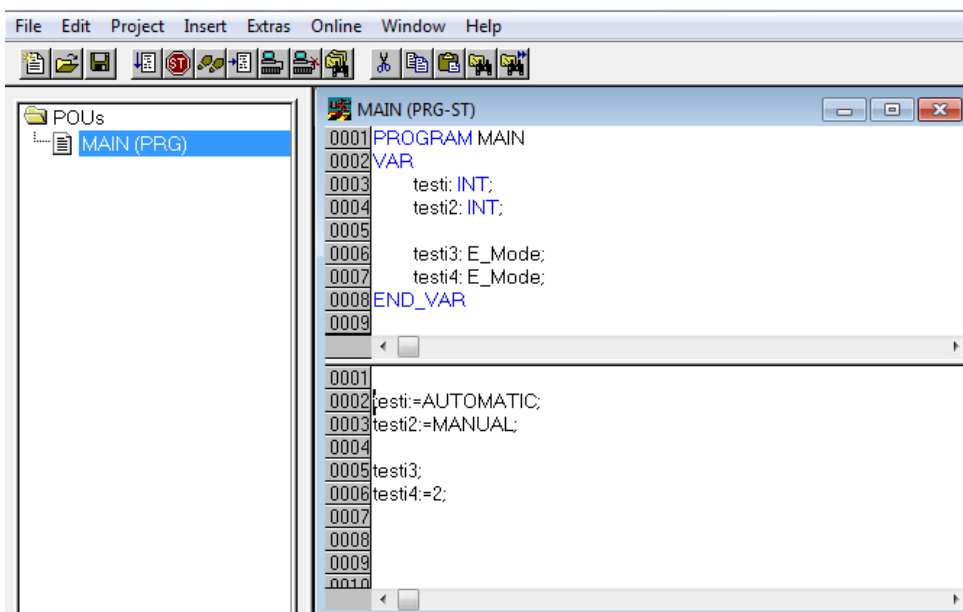 File Edit Project Insert Extras Online Window Help
POUs
MAIN (PRG)
MAIN (PRG-ST)
0001 PROGRAM MAIN
0002 VAR
0003 testi: INT;
0004 testi2: INT;
0005
0006 testi3: E_Mode;
0007 testi4: E_Mode;
0008 END_VAR
0009
0001
0002 testi:=AUTOMATIC;
0003 testi2:=MANUAL;
0004
0005 testi3;
0006 testi4:=2;
0007
0008
0009
0010